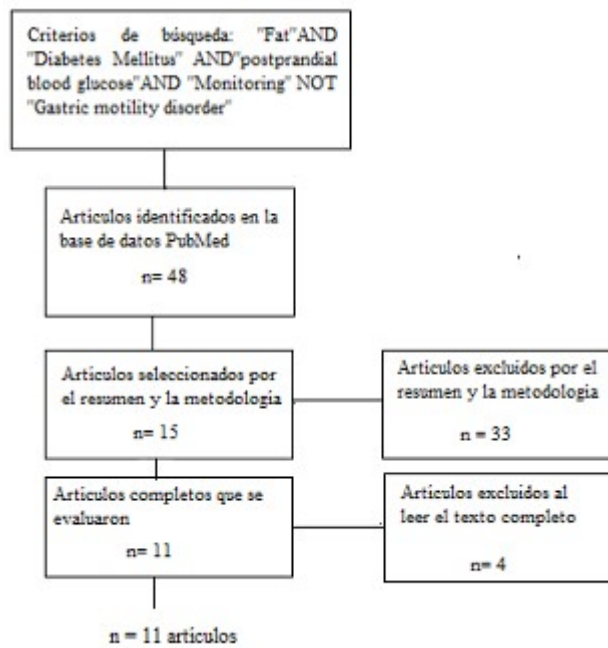 Criterios de búsqueda: "Fat"AND
"Diabetes Mellitus" AND"postprandial
blood glucose"AND "Monitoring" NOT
"Gastric motility disorder"
Articulos identificados en la
base de datos PubMed
n= 48
Articulos seleccionados por
el resumen y la metodologia
n= 15
Articulos excluidos por el
resumen y la metodologia
n = 33
Articulos completos que se
evaluaron
n= 11
Articulos excluidos al
leer el texto completo
n= 4
n = 11 articulos